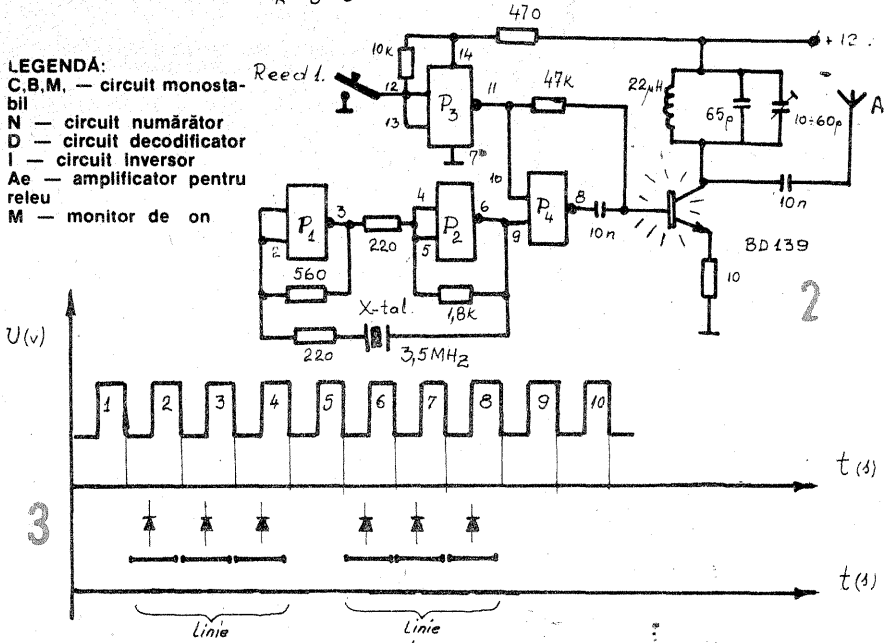 470
+12
LEGENDĂ:
C.B.M. — circuit monosta-
bil
N — circuit numărător
D — circuit decodificator
I — circuit inversor
Ae — amplificator pentru
releu
M — monitor de on
Reed 1.
10k
14
12
13
P3
11
7
47k
22µH
65p
10÷60p
A
10
P4
8
9
10n
10n
BD139
10
P1
2
3
220
4
5
P2
6
560
1,8k
X-tal.
220
3,5MHz
2
U(v)
1 2 3 4 5 6 7 8 9 10
t(s)
3
t(s)
Linie
Linie